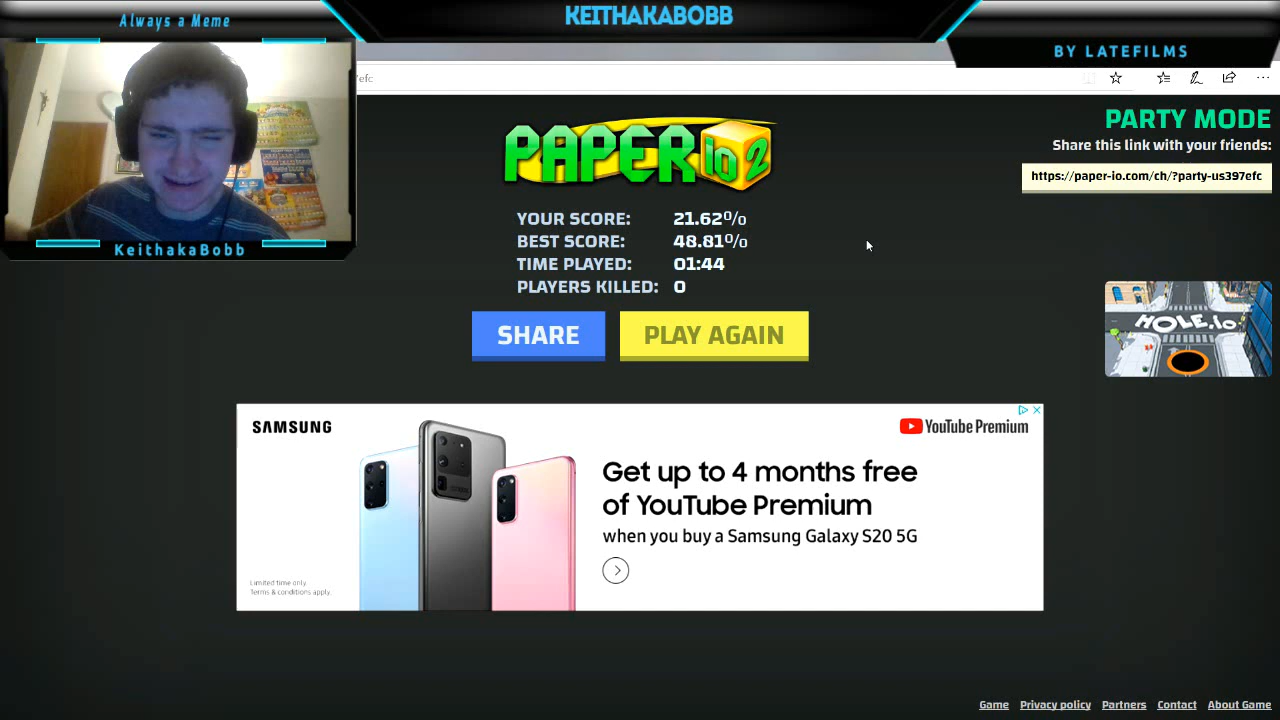 Always a Meme
KEITHAKABOBB
BY LATEFILMS
efc
PAPER.io 2
PARTY MODE
Share this link with your friends:
https://paper-io.com/ch/?party-us397efc
YOUR SCORE: 21.62%
BEST SCORE: 48.81%
TIME PLAYED: 01:44
PLAYERS KILLED: 0
KeithakaBobb
SHARE
PLAY AGAIN
HOLE.io
SAMSUNG
YouTube Premium
Get up to 4 months free
of YouTube Premium
when you buy a Samsung Galaxy S20 5G
Limited time only
Terms & conditions apply.
Game Privacy policy Partners Contact About Game